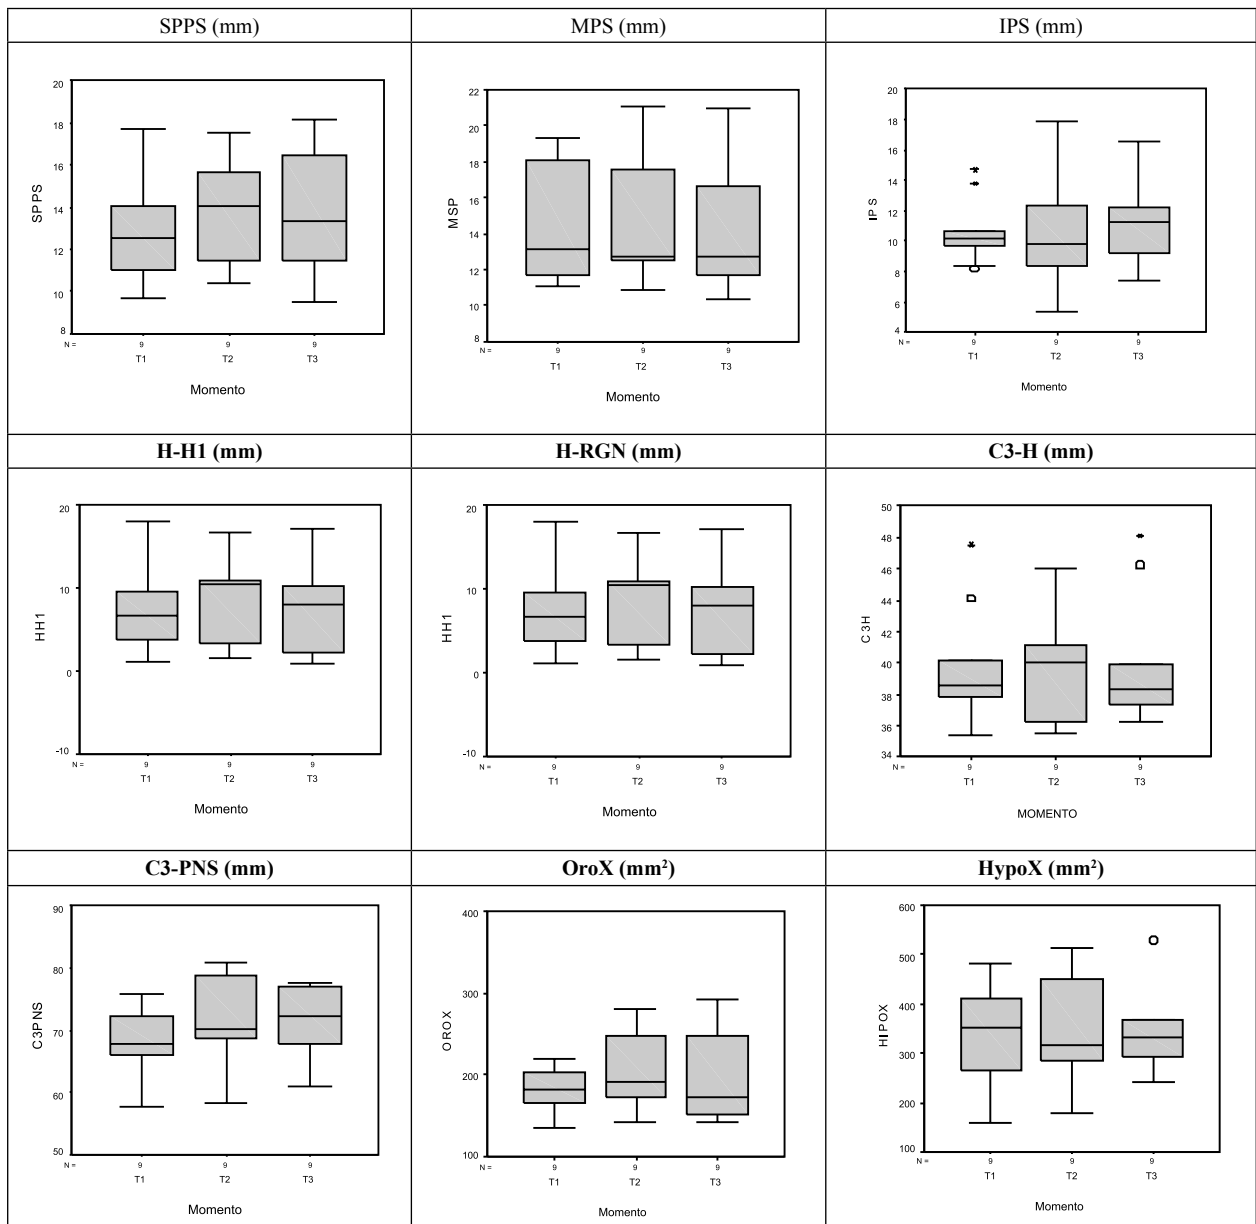 SPPS (mm) MPS (mm) IPS (mm)
20
18
16
14
12
10
8
SPPS
N = 9 9 9
T1 T2 T3
Momento
22
20
18
16
14
12
10
8
MSP
N = 9 9 9
T1 T2 T3
Momento
20
18
16
14
12
10
8
6
4
IPS
N = 9 9 9
T1 T2 T3
Momento
H-H1 (mm) H-RGN (mm) C3-H (mm)
20
10
0
-10
HH1
N = 9 9 9
T1 T2 T3
Momento
20
10
0
-10
HH1
N = 9 9 9
T1 T2 T3
Momento
50
48
46
44
42
40
38
36
34
C3H
N = 9 9 9
T1 T2 T3
MOMENTO
C3-PNS (mm) OroX (mm²) HypoX (mm²)
90
80
70
60
50
C3PNS
N = 9 9 9
T1 T2 T3
Momento
400
300
200
100
OROX
N = 9 9 9
T1 T2 T3
Momento
600
500
400
300
200
100
HIPOX
N = 9 9 9
T1 T2 T3
Momento